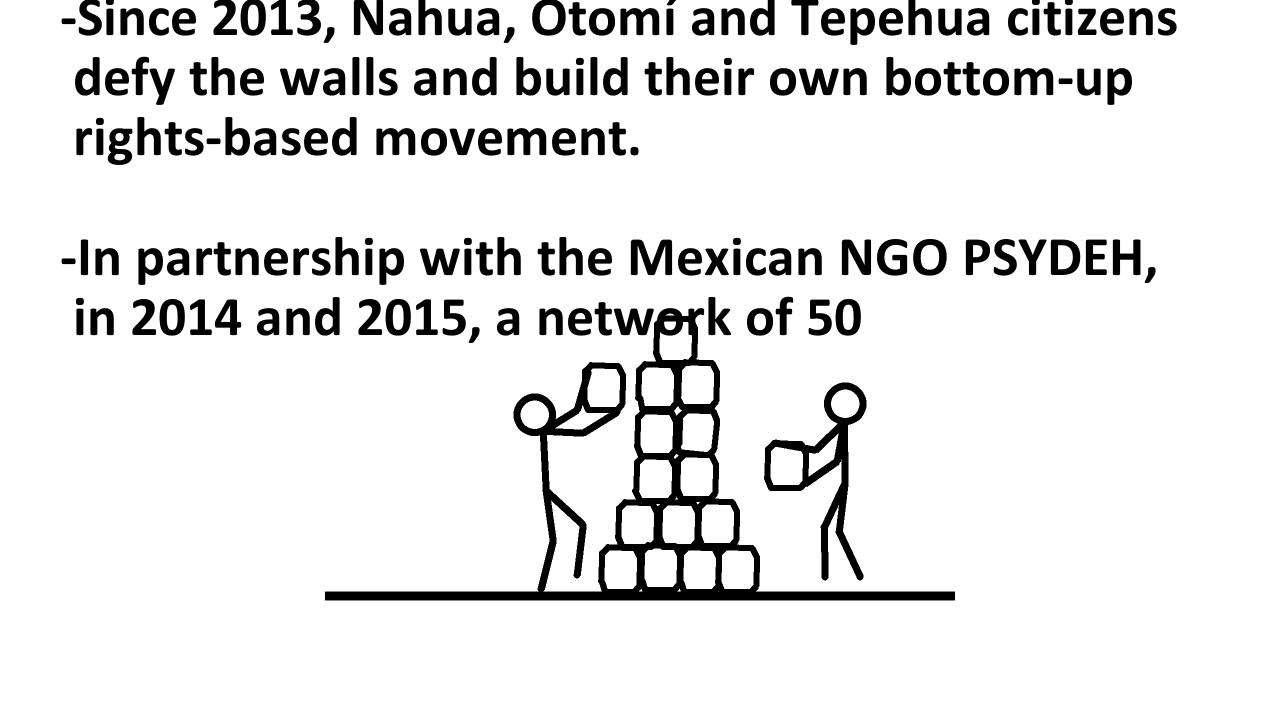 -Since 2013, Nahua, Otomí and Tepehua citizens
defy the walls and build their own bottom-up
rights-based movement.
-In partnership with the Mexican NGO PSYDEH,
in 2014 and 2015, a network of 50